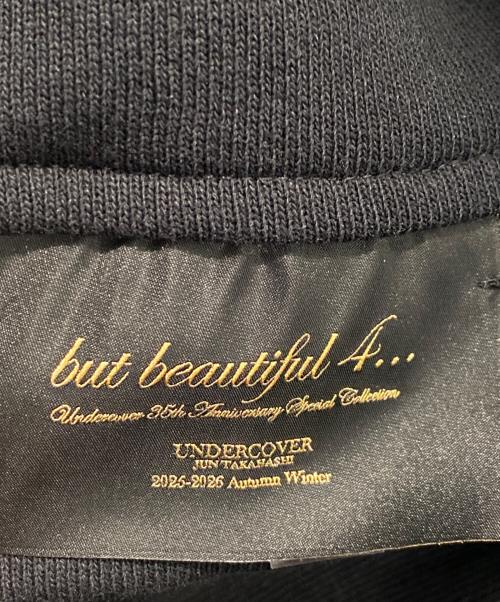 but beautiful 4...
Undercover 35th Anniversary Special Collection
UNDERCOVER
JUN TAKAHASHI
2025-2026 Autumn Winter